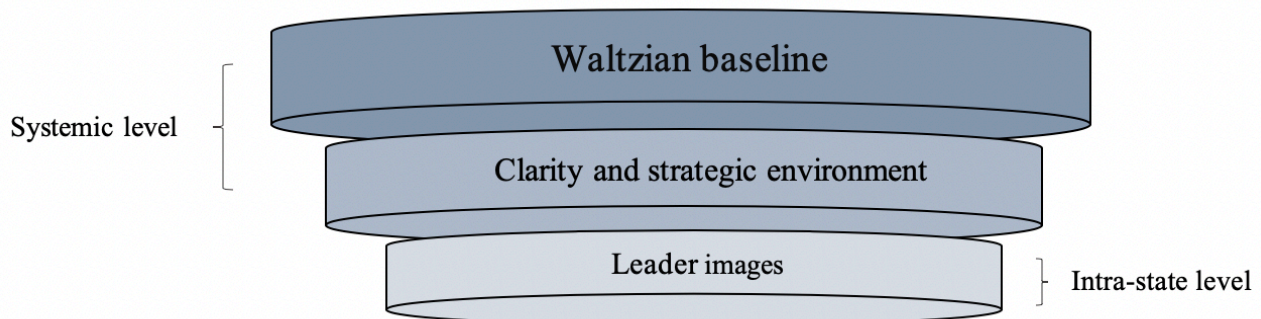 Waltzian baseline
Systemic level
Clarity and strategic environment
Leader images
Intra-state level